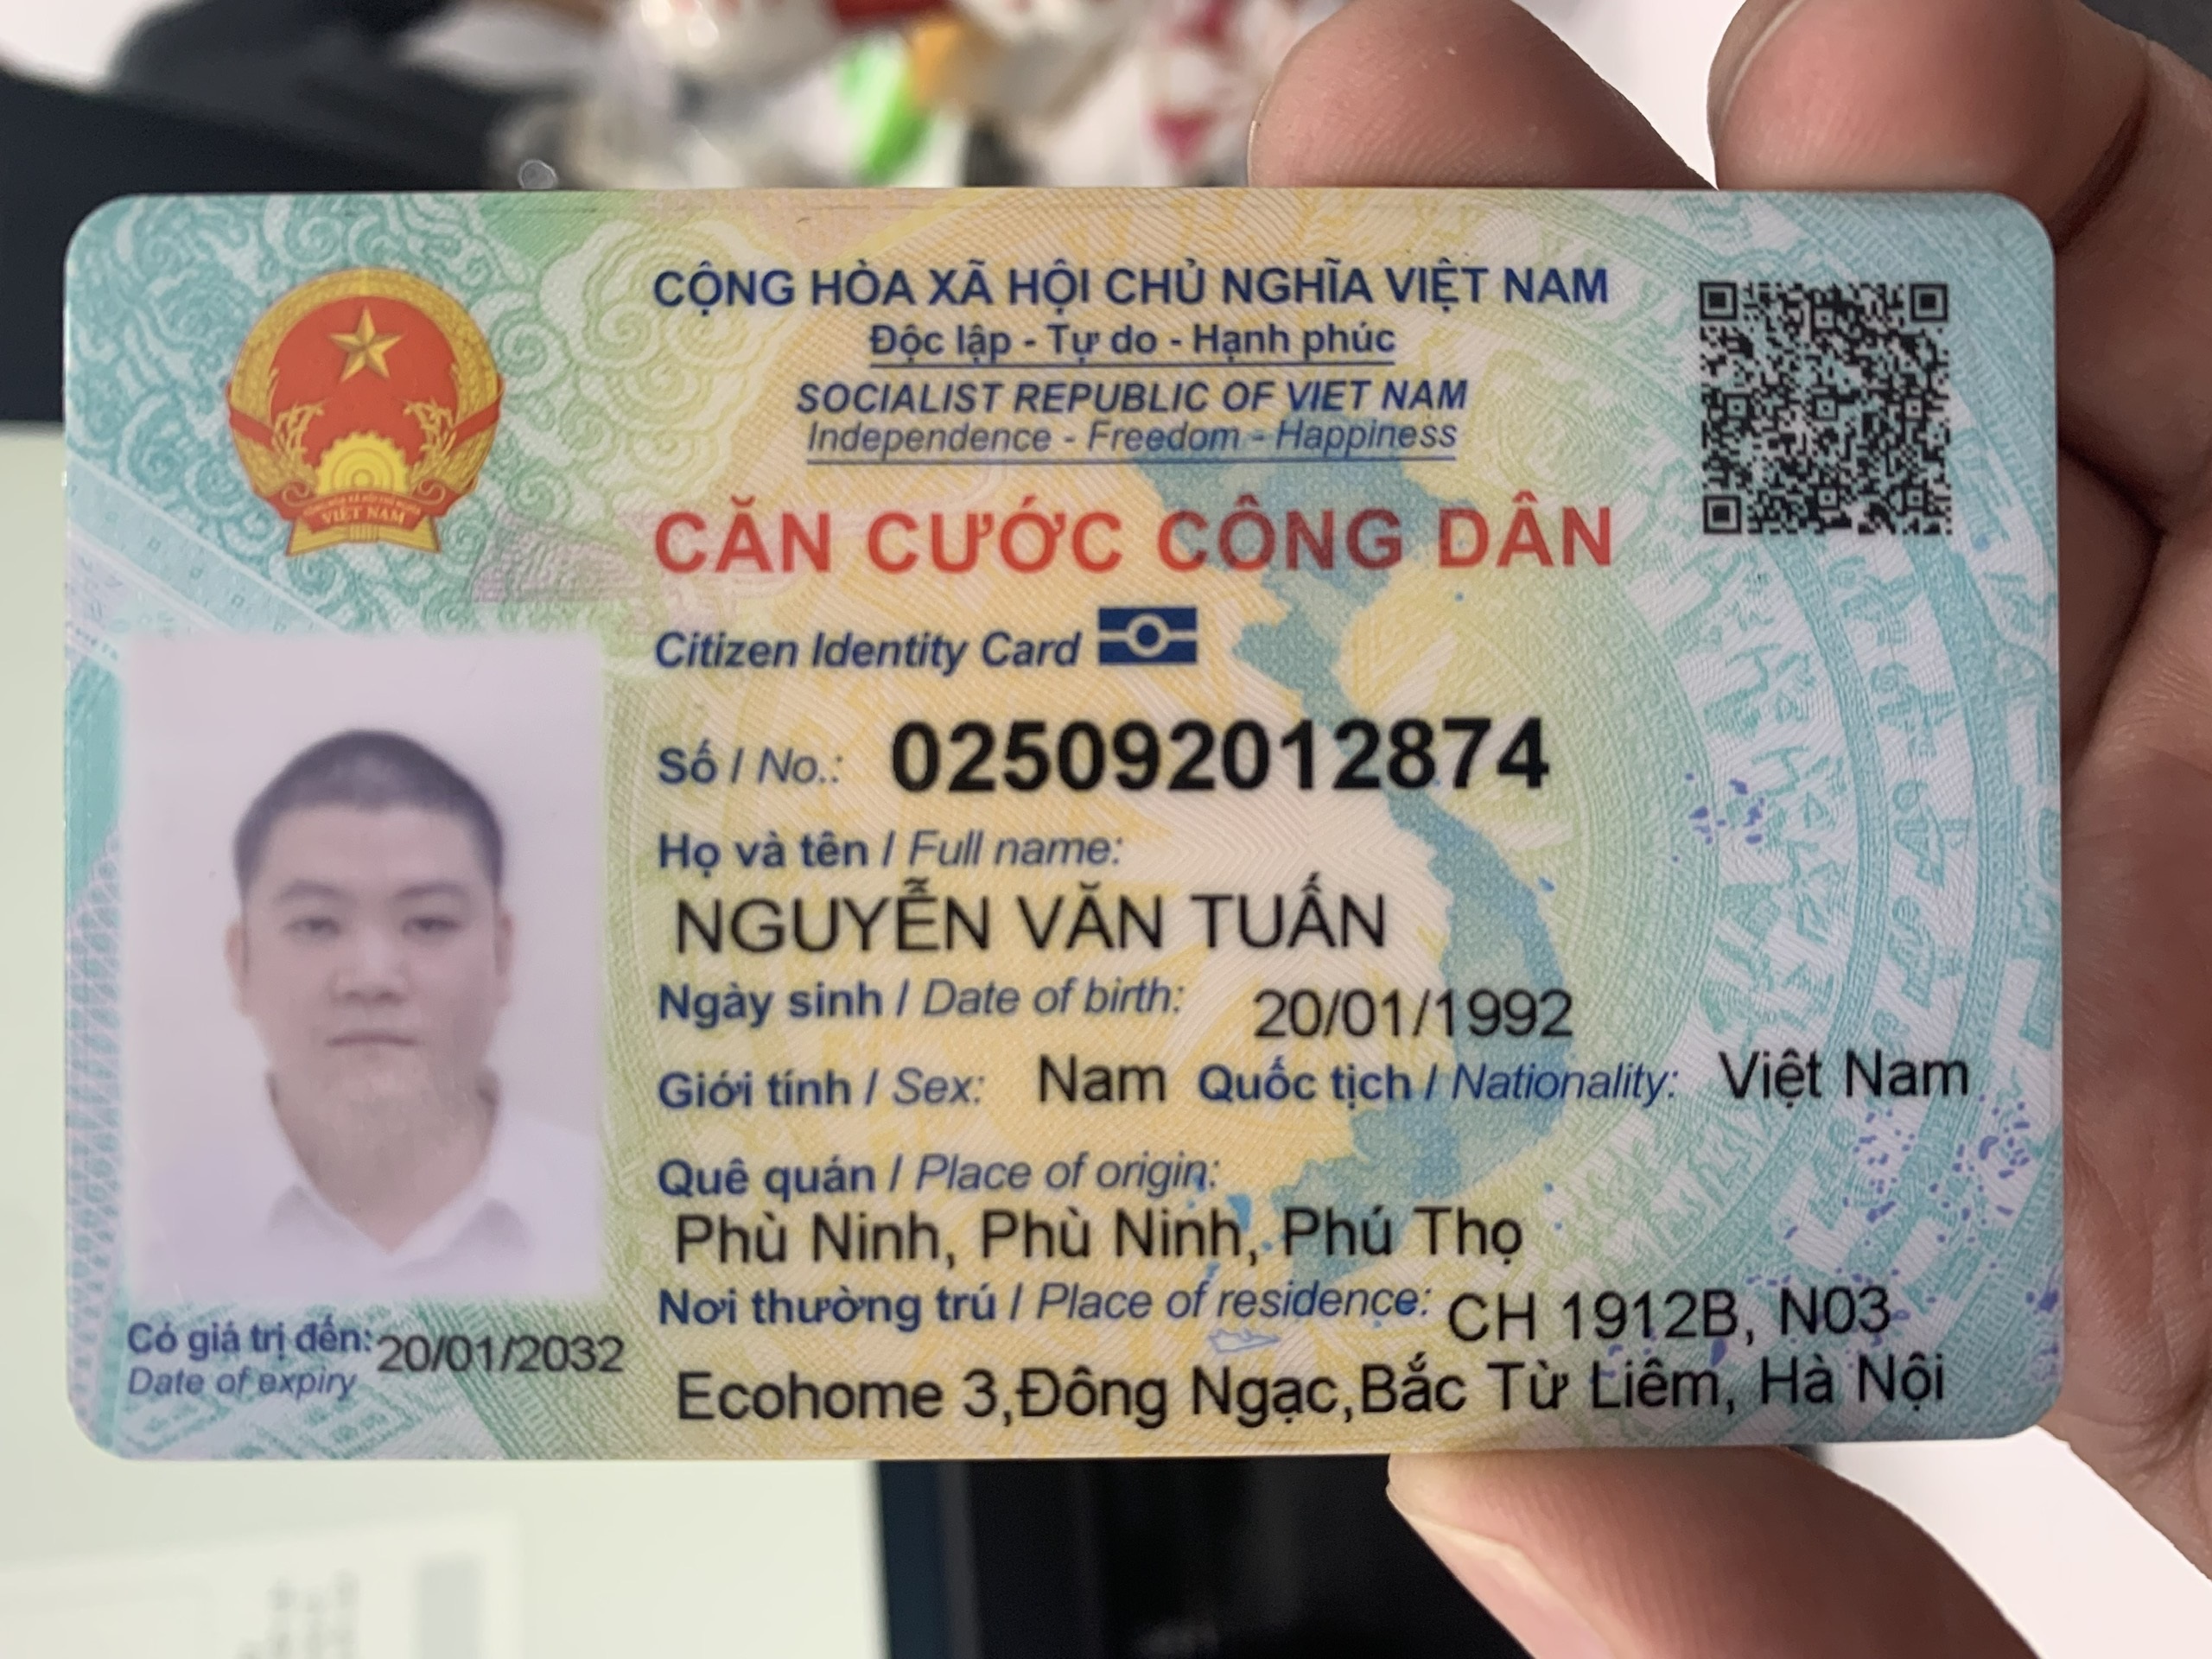 CỘNG HÒA XÃ HỘI CHỦ NGHĨA VIỆT NAM
Độc lập - Tự do - Hạnh phúc
SOCIALIST REPUBLIC OF VIET NAM
Independence - Freedom - Happiness
VIỆT NAM
CĂN CƯỚC CÔNG DÂN
Citizen Identity Card
Số / No.: 025092012874
Họ và tên / Full name:
NGUYỄN VĂN TUẤN
Ngày sinh / Date of birth: 20/01/1992
Giới tính / Sex: Nam Quốc tịch / Nationality: Việt Nam
Quê quán / Place of origin:
Phù Ninh, Phù Ninh, Phú Thọ
Nơi thường trú / Place of residence: CH 1912B, N03
Ecohome 3,Đông Ngạc,Bắc Từ Liêm, Hà Nội
Có giá trị đến: 20/01/2032
Date of expiry